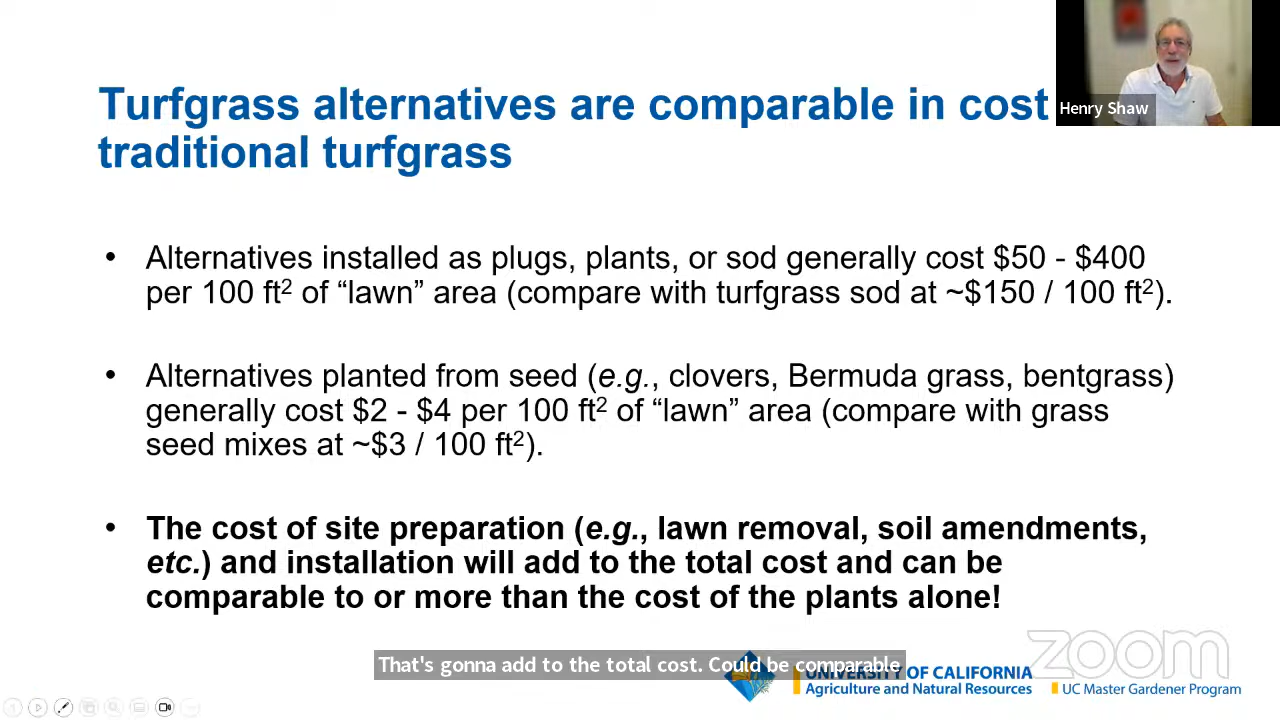 Turfgrass alternatives are comparable in cost
traditional turfgrass
Henry Shaw
• Alternatives installed as plugs, plants, or sod generally cost $50 - $400
per 100 ft² of “lawn” area (compare with turfgrass sod at ~$150 / 100 ft²).
• Alternatives planted from seed (e.g., clovers, Bermuda grass, bentgrass)
generally cost $2 - $4 per 100 ft² of “lawn” area (compare with grass
seed mixes at ~$3 / 100 ft²).
• The cost of site preparation (e.g., lawn removal, soil amendments,
etc.) and installation will add to the total cost and can be
comparable to or more than the cost of the plants alone!
zoom
That's gonna add to the total cost. Could be comparable
OF CALIFORNIA
Agriculture and Natural Resources
UC Master Gardener Program